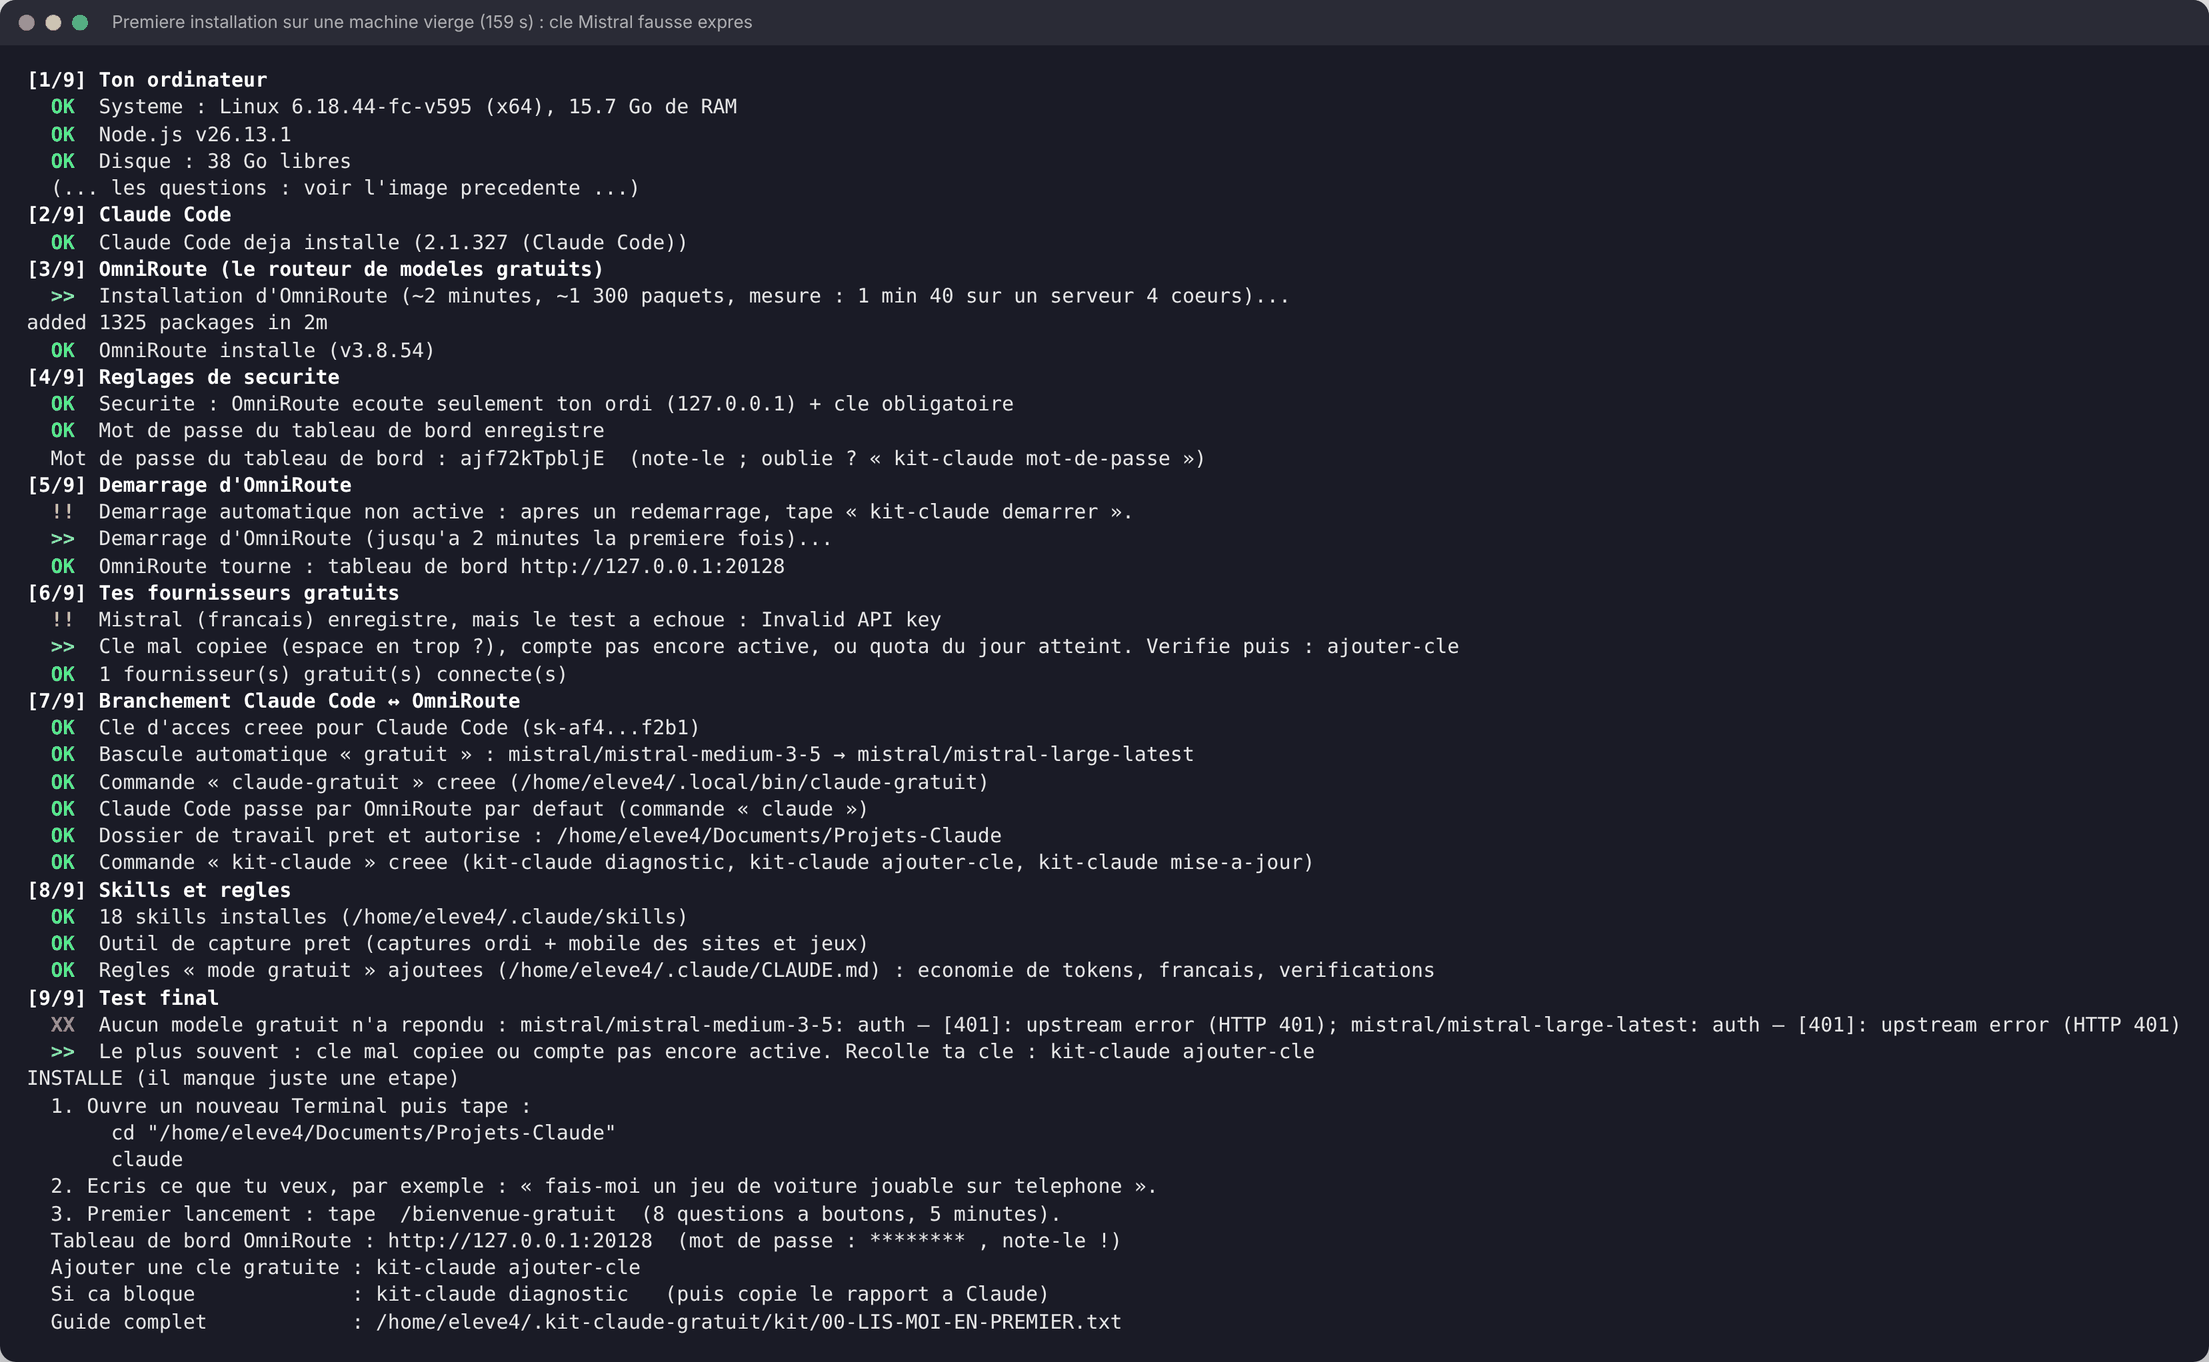 Premiere installation sur une machine vierge (159 s) : cle Mistral fausse expres
[1/9] Ton ordinateur
OK  Systeme : Linux 6.18.44-fc-v595 (x64), 15.7 Go de RAM
OK  Node.js v26.13.1
OK  Disque : 38 Go libres
(... les questions : voir l'image precedente ...)
[2/9] Claude Code
OK  Claude Code deja installe (2.1.327 (Claude Code))
[3/9] OmniRoute (le routeur de modeles gratuits)
>>  Installation d'OmniRoute (~2 minutes, ~1 300 paquets, mesure : 1 min 40 sur un serveur 4 coeurs)...
added 1325 packages in 2m
OK  OmniRoute installe (v3.8.54)
[4/9] Reglages de securite
OK  Securite : OmniRoute ecoute seulement ton ordi (127.0.0.1) + cle obligatoire
OK  Mot de passe du tableau de bord enregistre
Mot de passe du tableau de bord : ajf72kTpbljE  (note-le ; oublie ? « kit-claude mot-de-passe »)
[5/9] Demarrage d'OmniRoute
!!  Demarrage automatique non active : apres un redemarrage, tape « kit-claude demarrer ».
>>  Demarrage d'OmniRoute (jusqu'a 2 minutes la premiere fois)...
OK  OmniRoute tourne : tableau de bord http://127.0.0.1:20128
[6/9] Tes fournisseurs gratuits
!!  Mistral (francais) enregistre, mais le test a echoue : Invalid API key
>>  Cle mal copiee (espace en trop ?), compte pas encore active, ou quota du jour atteint. Verifie puis : ajouter-cle
OK  1 fournisseur(s) gratuit(s) connecte(s)
[7/9] Branchement Claude Code ↔ OmniRoute
OK  Cle d'acces creee pour Claude Code (sk-af4...f2b1)
OK  Bascule automatique « gratuit » : mistral/mistral-medium-3-5 → mistral/mistral-large-latest
OK  Commande « claude-gratuit » creee (/home/eleve4/.local/bin/claude-gratuit)
OK  Claude Code passe par OmniRoute par defaut (commande « claude »)
OK  Dossier de travail pret et autorise : /home/eleve4/Documents/Projets-Claude
OK  Commande « kit-claude » creee (kit-claude diagnostic, kit-claude ajouter-cle, kit-claude mise-a-jour)
[8/9] Skills et regles
OK  18 skills installes (/home/eleve4/.claude/skills)
OK  Outil de capture pret (captures ordi + mobile des sites et jeux)
OK  Regles « mode gratuit » ajoutees (/home/eleve4/.claude/CLAUDE.md) : economie de tokens, francais, verifications
[9/9] Test final
XX  Aucun modele gratuit n'a repondu : mistral/mistral-medium-3-5: auth — [401]: upstream error (HTTP 401); mistral/mistral-large-latest: auth — [401]: upstream error (HTTP 401)
>>  Le plus souvent : cle mal copiee ou compte pas encore active. Recolle ta cle : kit-claude ajouter-cle
INSTALLE (il manque juste une etape)
1. Ouvre un nouveau Terminal puis tape :
cd "/home/eleve4/Documents/Projets-Claude"
claude
2. Ecris ce que tu veux, par exemple : « fais-moi un jeu de voiture jouable sur telephone ».
3. Premier lancement : tape  /bienvenue-gratuit  (8 questions a boutons, 5 minutes).
Tableau de bord OmniRoute : http://127.0.0.1:20128  (mot de passe : ******** , note-le !)
Ajouter une cle gratuite : kit-claude ajouter-cle
Si ca bloque             : kit-claude diagnostic   (puis copie le rapport a Claude)
Guide complet            : /home/eleve4/.kit-claude-gratuit/kit/00-LIS-MOI-EN-PREMIER.txt